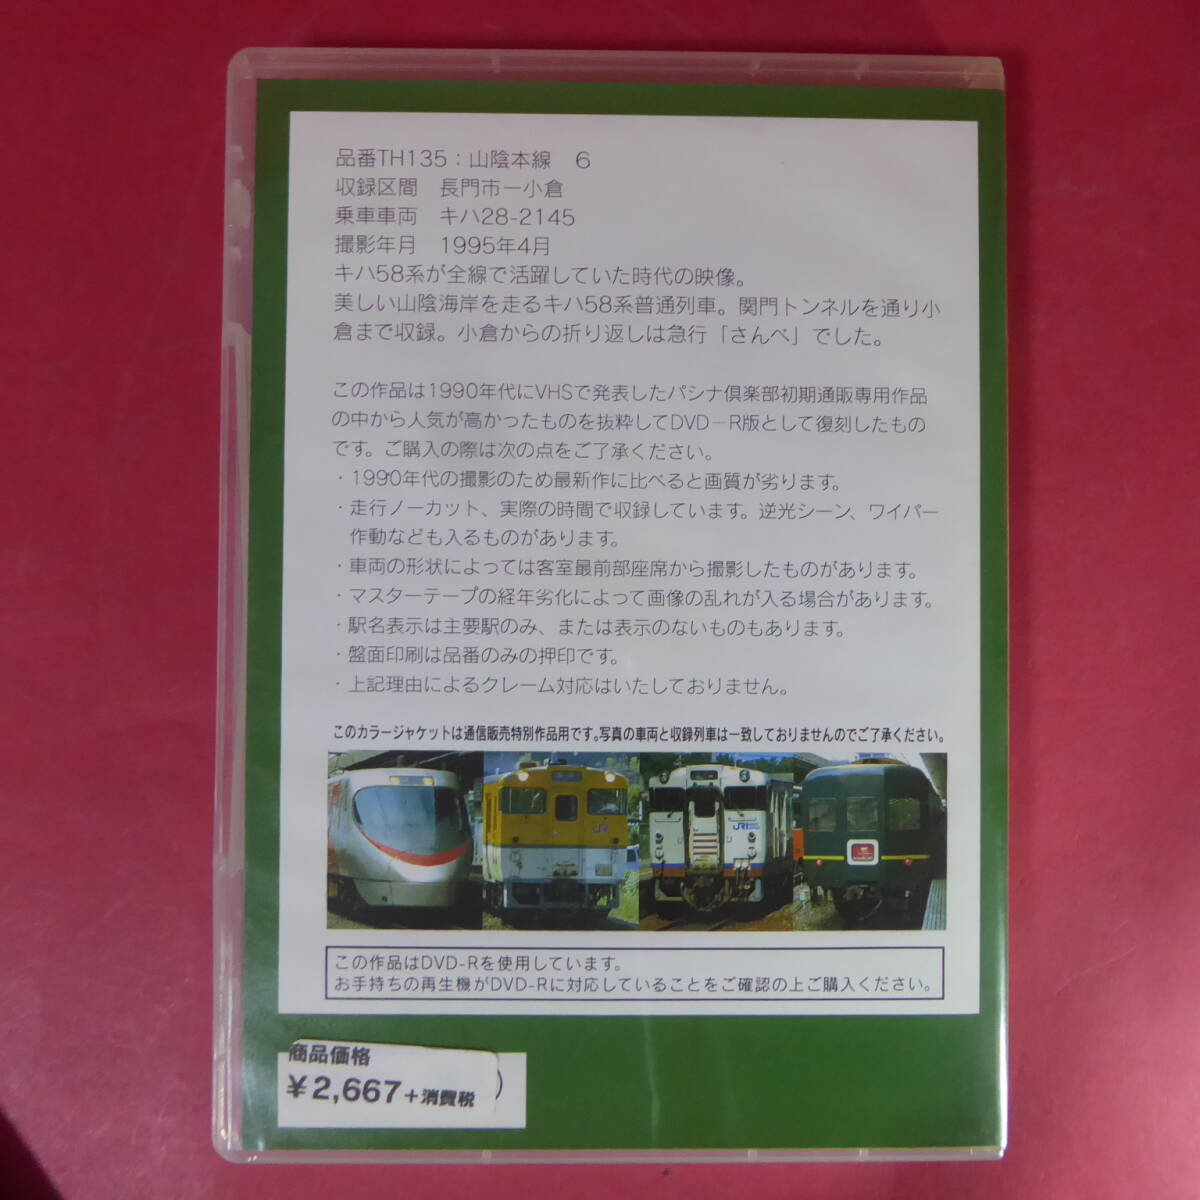 品番TH135：山陰本線　6
収録区間　長門市ー小倉
乗車車両　キハ28-2145
撮影年月　1995年4月
キハ58系が全線で活躍していた時代の映像。
美しい山陰海岸を走るキハ58系普通列車。関門トンネルを通り小
倉まで収録。小倉からの折り返しは急行「さんべ」でした。
この作品は1990年代にVHSで発表したパシナ倶楽部初期通販専用作品
の中から人気が高かったものを抜粋してDVD－R版として復刻したもの
です。ご購入の際は次の点をご了承ください。
・1990年代の撮影のため最新作に比べると画質が劣ります。
・走行ノーカット、実際の時間で収録しています。逆光シーン、ワイパー
作動なども入るものがあります。
・車両の形状によっては客室最前部座席から撮影したものがあります。
・マスターテープの経年劣化によって画像の乱れが入る場合があります。
・駅名表示は主要駅のみ、または表示のないものもあります。
・盤面印刷は品番のみの押印です。
・上記理由によるクレーム対応はいたしておりません。
このカラージャケットは通信販売特別作品用です。写真の車両と収録列車は一致しておりませんのでご了承ください。
JR
JR
この作品はDVD-Rを使用しています。
お手持ちの再生機がDVD-Rに対応していることをご確認の上ご購入ください。
商品価格
¥2,667+消費税
)